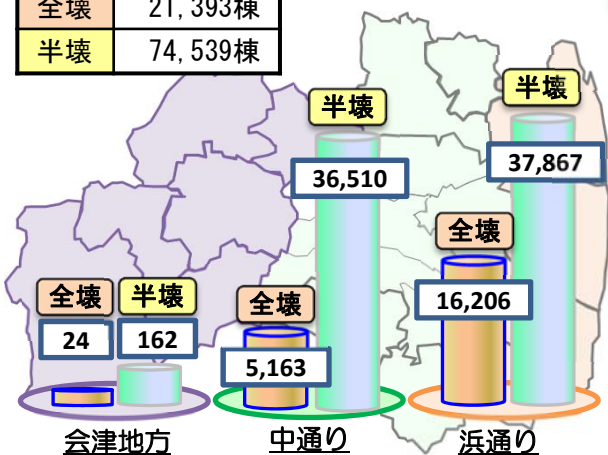 全壊 21,393棟
半壊 74,539棟
半壊
36,510
半壊
37,867
全壊
16,206
全壊
24
半壊
162
全壊
5,163
会津地方
中通り
浜通り